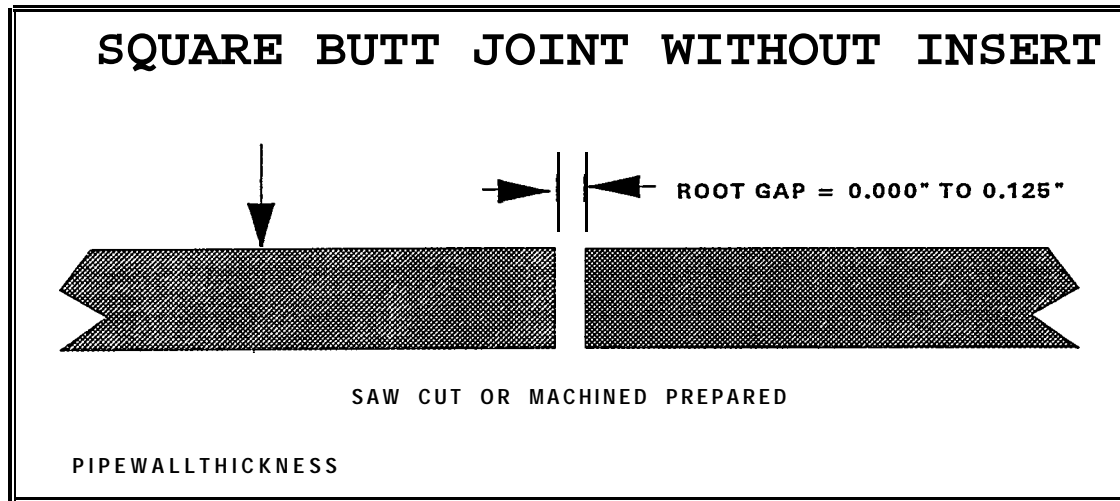 SQUARE BUTT JOINT WITHOUT INSERT
ROOT GAP = 0.000" TO 0.125"
SAW CUT OR MACHINED PREPARED
PIPEWALLTHICKNESS